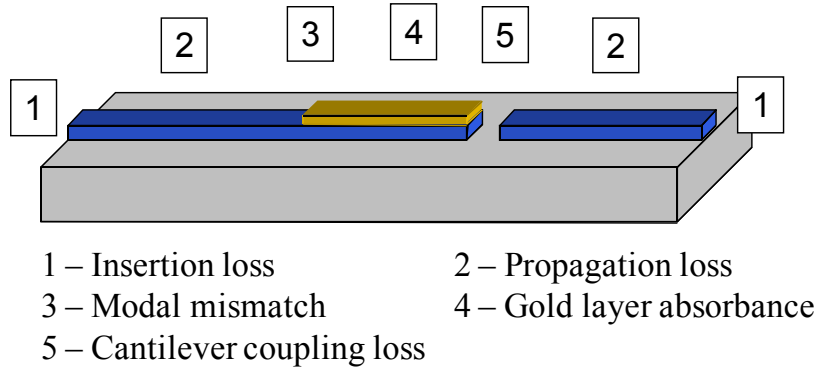 2 3 4 5 2
1 1
1 – Insertion loss 2 – Propagation loss
3 – Modal mismatch 4 – Gold layer absorbance
5 – Cantilever coupling loss